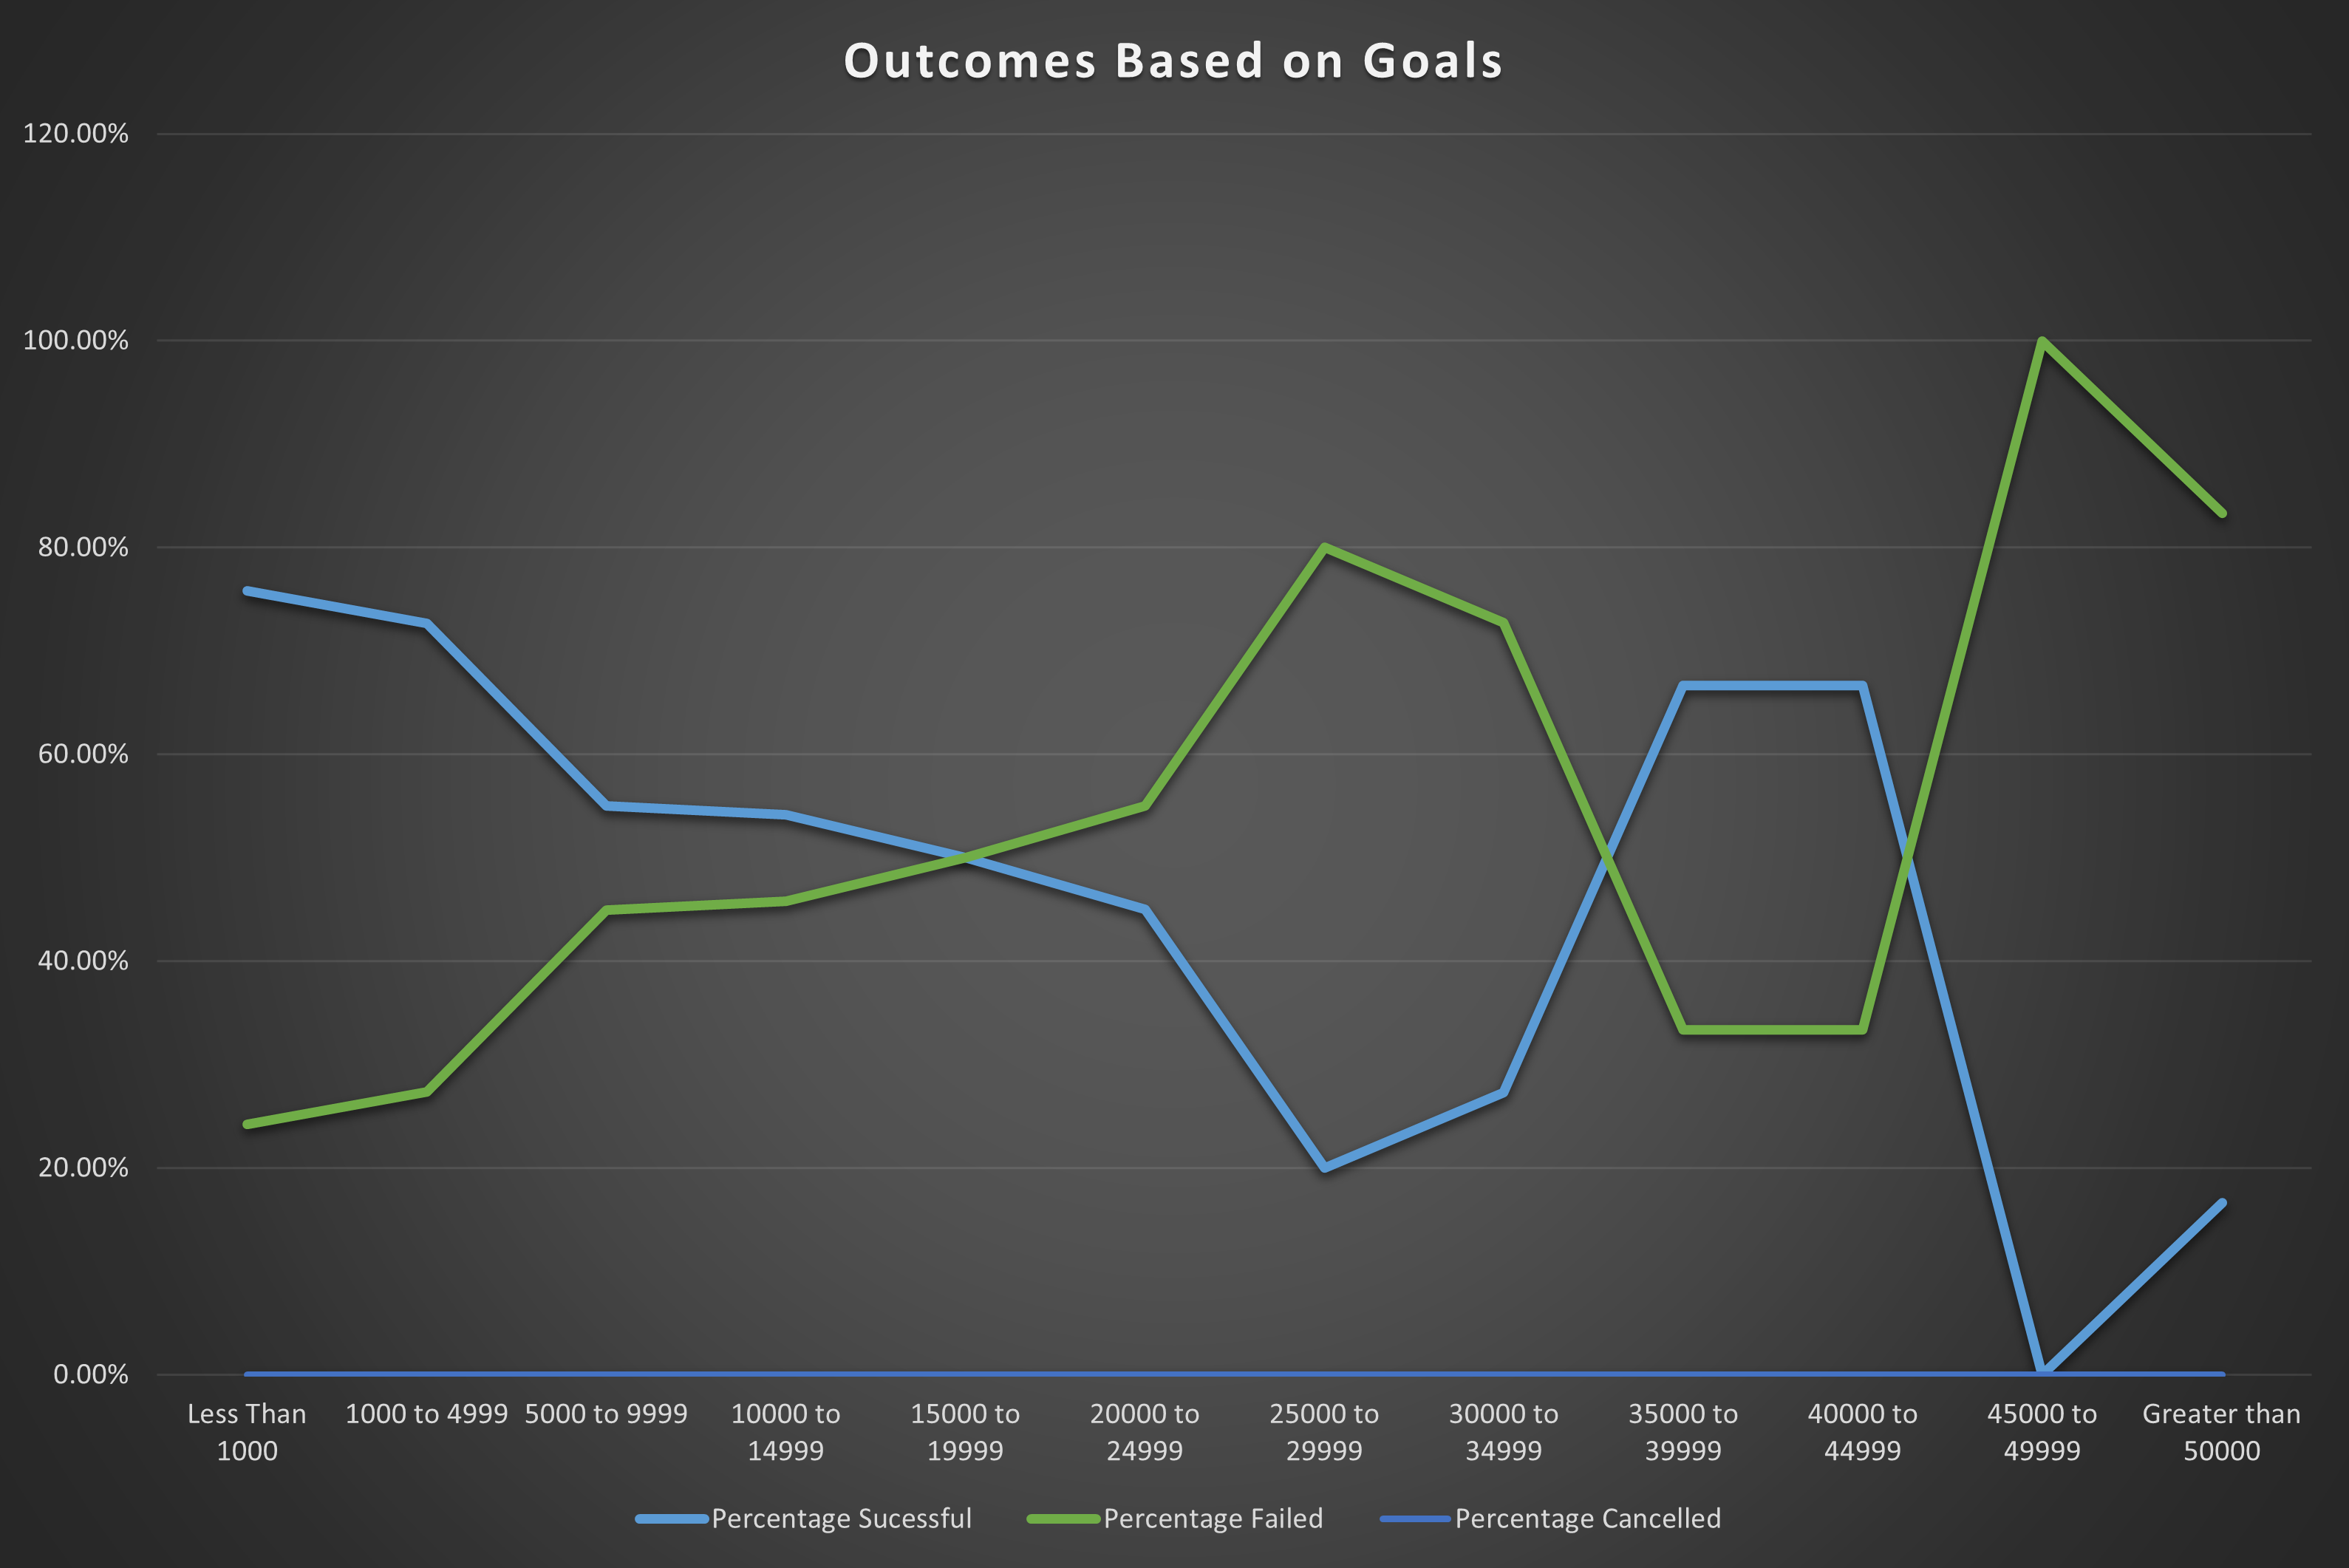 Outcomes Based on Goals
120.00%
100.00%
80.00%
60.00%
40.00%
20.00%
0.00%
Less Than
1000
1000 to 4999
5000 to 9999
10000 to
14999
15000 to
19999
20000 to
24999
25000 to
29999
30000 to
34999
35000 to
39999
40000 to
44999
45000 to
49999
Greater than
50000
Percentage Sucessful
Percentage Failed
Percentage Cancelled